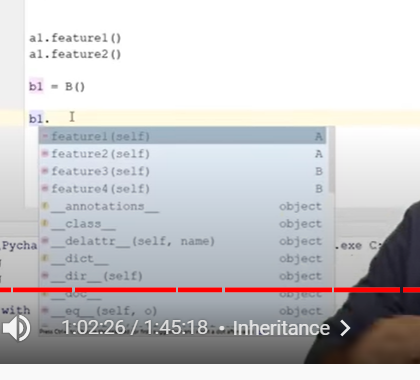 a1.feature1()
a1.feature2()
b1 = B()
b1.
feature1(self) A
feature2(self) A
feature3(self) B
feature4(self) B
__annotations__ object
__class__ object
__delattr__(self, name) object
\Pycha .exe C:
__dict__ object
__dir__(self) object
__doc__ object
with __eq__(self, o) object
1:02:26 / 1:45:18 • Inheritance >